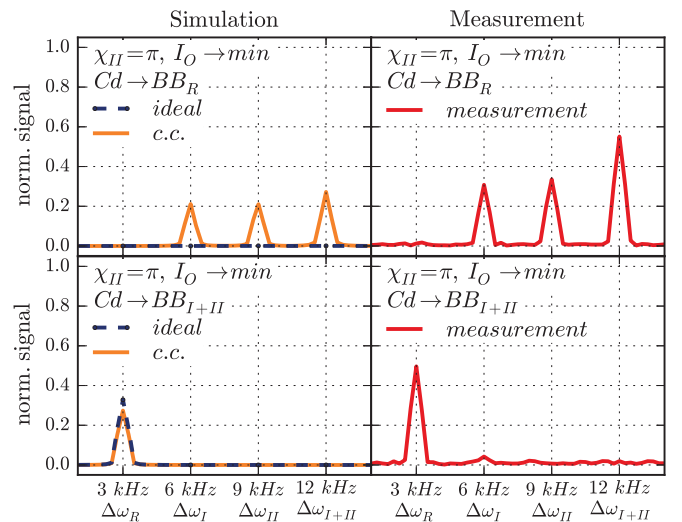 Simulation Measurement
norm. signal
1.0
0.8
0.6
0.4
0.2
0.0
χ_II=π, I_O→min
Cd→BB_R
ideal
c.c.
χ_II=π, I_O→min
Cd→BB_R
measurement
norm. signal
1.0
0.8
0.6
0.4
0.2
0.0
χ_II=π, I_O→min
Cd→BB_I+II
ideal
c.c.
χ_II=π, I_O→min
Cd→BB_I+II
measurement
3 kHz 6 kHz 9 kHz 12 kHz 3 kHz 6 kHz 9 kHz 12 kHz
Δω_R Δω_I Δω_II Δω_I+II Δω_R Δω_I Δω_II Δω_I+II